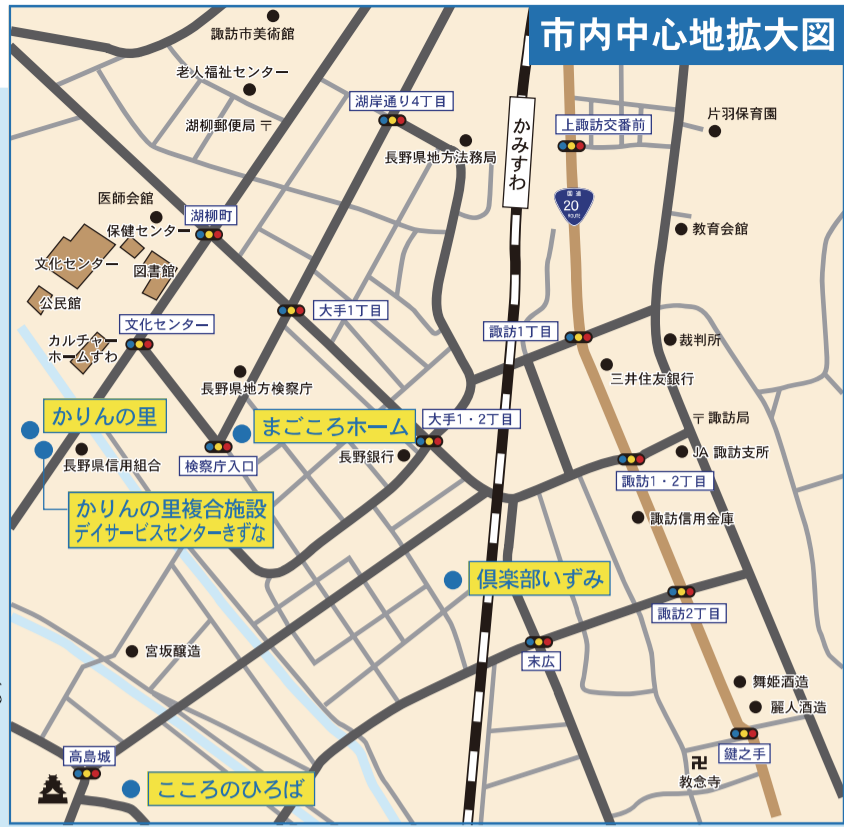 市内中心地拡大図
諏訪市美術館
老人福祉センター
湖岸通り4丁目
湖柳郵便局 〒
長野県地方法務局
かみすわ
上諏訪交番前
片羽保育園
国道
20
ROUTE
医師会館
湖柳町
保健センター
教育会館
文化センター
図書館
公民館
大手1丁目
文化センター
諏訪1丁目
カルチャー
ホームすわ
裁判所
三井住友銀行
長野県地方検察庁
かりんの里
まごころホーム
大手1・2丁目
〒諏訪局
長野銀行
JA 諏訪支所
長野県信用組合
検察庁入口
諏訪1・2丁目
かりんの里複合施設
デイサービスセンターきずな
諏訪信用金庫
倶楽部いずみ
諏訪2丁目
宮坂醸造
末広
舞姫酒造
麗人酒造
高島城
鍵之手
卍
教念寺
こころのひろば